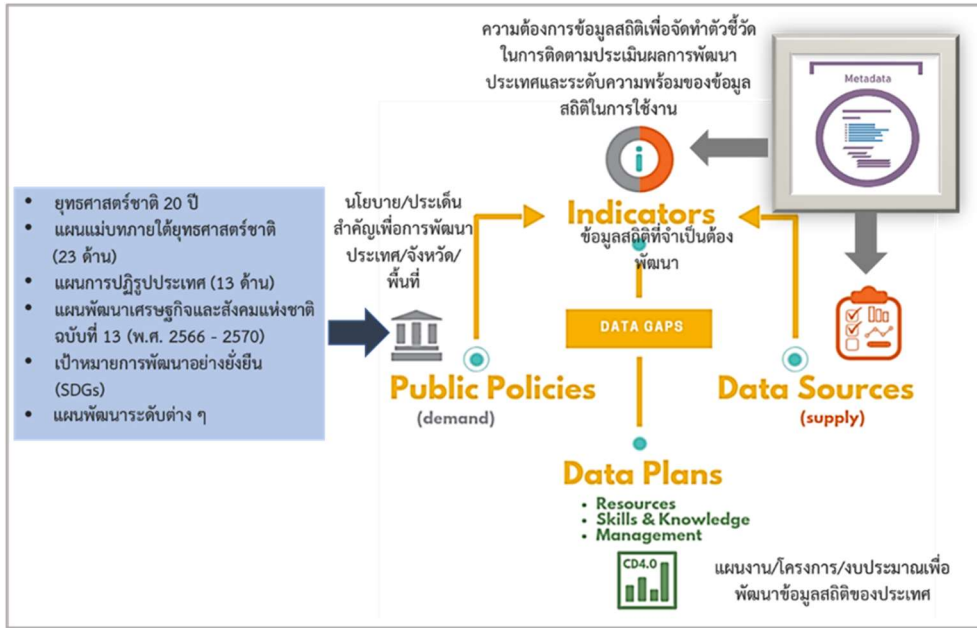 ความต้องการข้อมูลสถิติเพื่อจัดทำตัวชี้วัด
ในการติดตามประเมินผลการพัฒนา
ประเทศและระดับความพร้อมของข้อมูล
สถิติในการใช้งาน
Metadata
i
• ยุทธศาสตร์ชาติ 20 ปี
• แผนแม่บทภายใต้ยุทธศาสตร์ชาติ
(23 ด้าน)
• แผนการปฏิรูปประเทศ (13 ด้าน)
• แผนพัฒนาเศรษฐกิจและสังคมแห่งชาติ
ฉบับที่ 13 (พ.ศ. 2566 - 2570)
• เป้าหมายการพัฒนาอย่างยั่งยืน
(SDGs)
• แผนพัฒนาระดับต่าง ๆ
นโยบาย/ประเด็น
สำคัญเพื่อการพัฒนา
ประเทศ/จังหวัด/
พื้นที่
Indicators
ข้อมูลสถิติที่จำเป็นต้อง
พัฒนา
DATA GAPS
Public Policies
(demand)
Data Sources
(supply)
Data Plans
• Resources
• Skills & Knowledge
• Management
CD4.0
แผนงาน/โครงการ/งบประมาณเพื่อ
พัฒนาข้อมูลสถิติของประเทศ